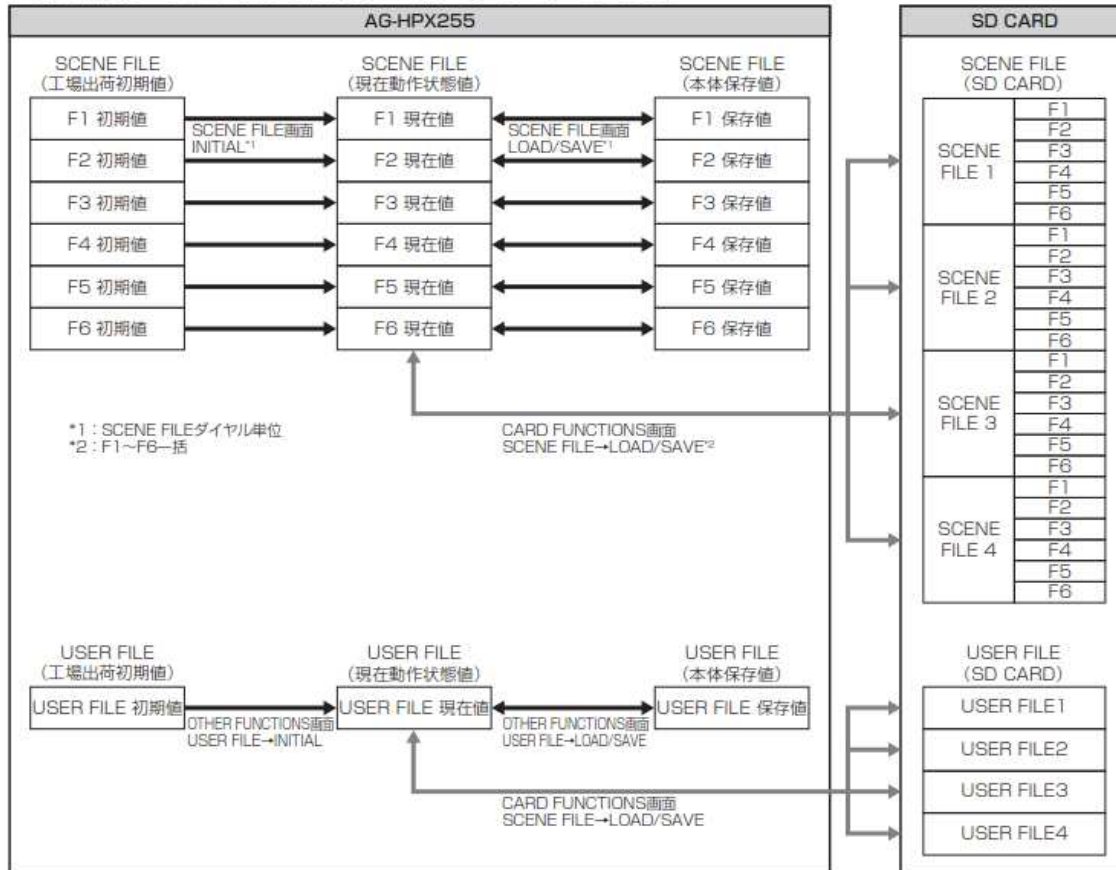 AG-HPX255
SD CARD
SCENE FILE
(工場出荷初期値)
SCENE FILE
(現在動作状態値)
SCENE FILE
(本体保存値)
SCENE FILE
(SD CARD)
F1 初期値
SCENE FILE画面
INITIAL*1
F1 現在値
SCENE FILE画面
LOAD/SAVE*1
F1 保存値
F2 初期値
F2 現在値
F2 保存値
F3 初期値
F3 現在値
F3 保存値
F4 初期値
F4 現在値
F4 保存値
F5 初期値
F5 現在値
F5 保存値
F6 初期値
F6 現在値
F6 保存値
SCENE
FILE 1
F1
F2
F3
F4
F5
F6
SCENE
FILE 2
F1
F2
F3
F4
F5
F6
SCENE
FILE 3
F1
F2
F3
F4
F5
F6
SCENE
FILE 4
F1
F2
F3
F4
F5
F6
*1：SCENE FILEダイヤル単位
*2：F1～F6一括
CARD FUNCTIONS画面
SCENE FILE→LOAD/SAVE*2
USER FILE
(工場出荷初期値)
USER FILE
(現在動作状態値)
USER FILE
(本体保存値)
USER FILE
(SD CARD)
USER FILE 初期値
OTHER FUNCTIONS画面
USER FILE→INITIAL
USER FILE 現在値
OTHER FUNCTIONS画面
USER FILE→LOAD/SAVE
USER FILE 保存値
USER FILE1
USER FILE2
USER FILE3
USER FILE4
CARD FUNCTIONS画面
SCENE FILE→LOAD/SAVE